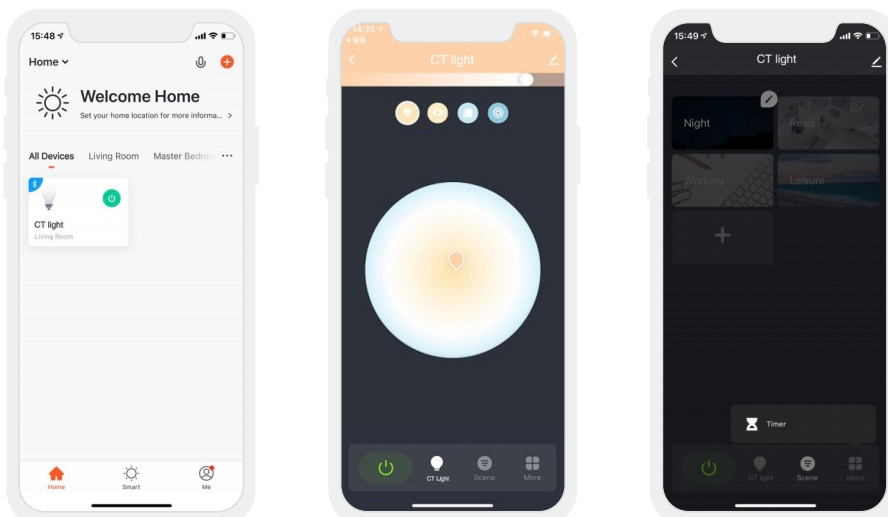 15:48
Home
Welcome Home
Set your home location for more informa... >
All Devices Living Room Master Bedroo ...
CT light
Living Room
Home Smart Me
14:15
CT light
CT Light Scene More
15:49
CT light
Night
Read
Working
Leisure
Timer
CT light Scene More